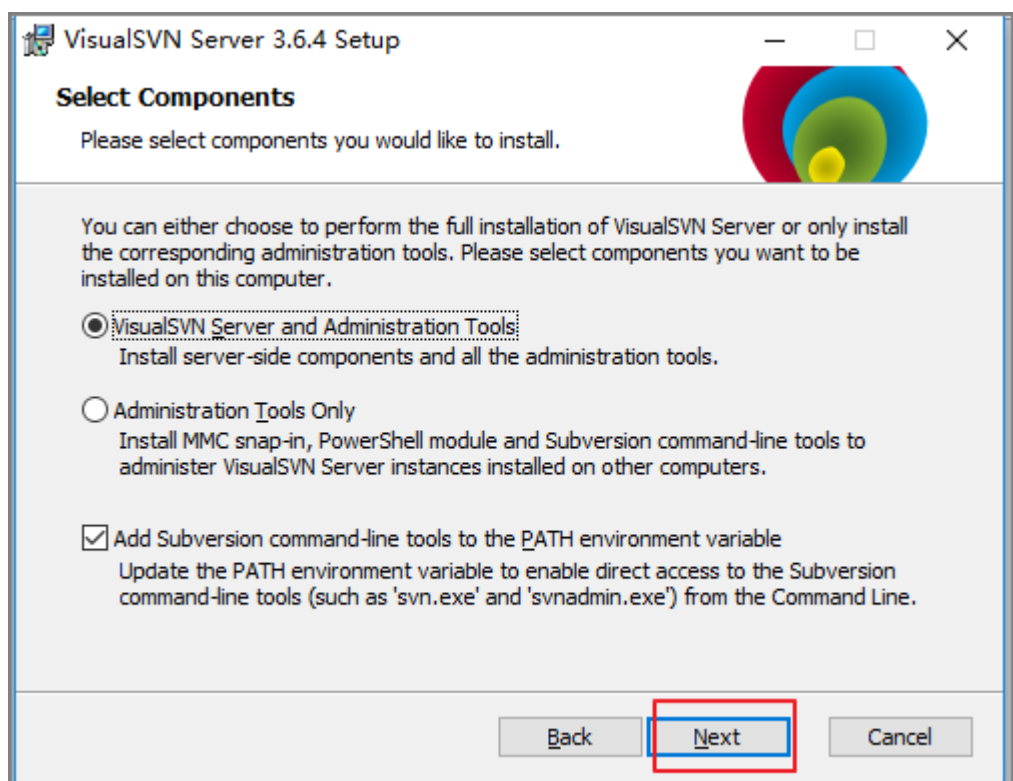 VisualSVN Server 3.6.4 Setup
Select Components
Please select components you would like to install.
You can either choose to perform the full installation of VisualSVN Server or only install
the corresponding administration tools. Please select components you want to be
installed on this computer.
VisualSVN Server and Administration Tools
Install server-side components and all the administration tools.
Administration Tools Only
Install MMC snap-in, PowerShell module and Subversion command-line tools to
administer VisualSVN Server instances installed on other computers.
Add Subversion command-line tools to the PATH environment variable
Update the PATH environment variable to enable direct access to the Subversion
command-line tools (such as 'svn.exe' and 'svnadmin.exe') from the Command Line.
Back Next Cancel